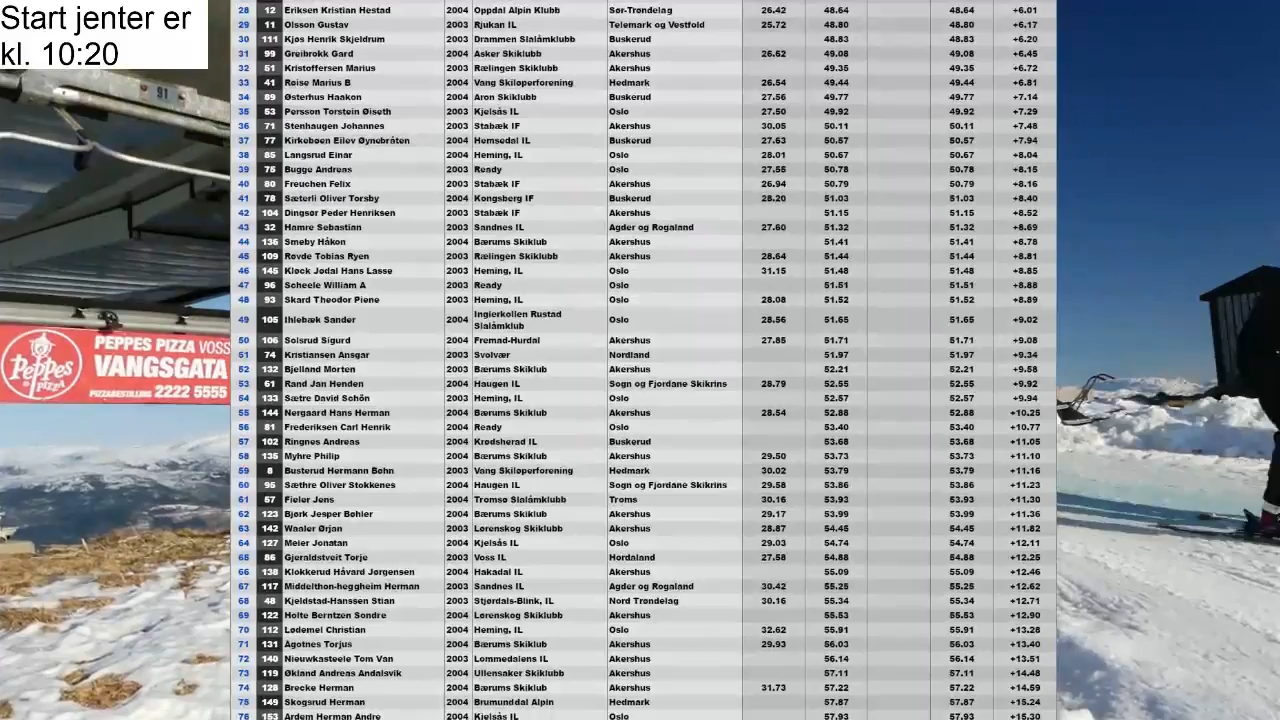 Start jenter er
kl. 10:20
91
Peppes
PIZZA
PEPPES PIZZA VOSS
VANGSGATA
PIZZABESTILLING 2222 5555
28 12 Eriksen Kristian Hestad 2004 Oppdal Alpin Klubb Sør-Trøndelag 26.42 48.64 48.64 +6.01
29 11 Olsson Gustav 2003 Rjukan IL Telemark og Vestfold 25.72 48.80 48.80 +6.17
30 111 Kjøs Henrik Skjeldrum 2003 Drammen Slalåmklubb Buskerud 48.83 48.83 +6.20
31 99 Greibrokk Gard 2004 Asker Skiklubb Akershus 26.62 49.08 49.08 +6.45
32 51 Kristoffersen Marius 2003 Rælingen Skiklubb Akershus 49.35 49.35 +6.72
33 41 Røise Marius B 2004 Vang Skiløperforening Hedmark 26.54 49.44 49.44 +6.81
34 89 Østerhus Haakon 2004 Aron Skiklubb Buskerud 27.56 49.77 49.77 +7.14
35 53 Persson Torstein Øiseth 2003 Kjelsås IL Oslo 27.50 49.92 49.92 +7.29
36 71 Stenhaugen Johannes 2003 Stabæk IF Akershus 30.05 50.11 50.11 +7.48
37 77 Kirkebøen Eilev Øynebråten 2004 Hemsedal IL Buskerud 27.63 50.57 50.57 +7.94
38 85 Langsrud Einar 2004 Heming, IL Oslo 28.01 50.67 50.67 +8.04
39 76 Bugge Andreas 2003 Ready Oslo 27.55 50.78 50.78 +8.15
40 80 Freuchen Felix 2003 Stabæk IF Akershus 26.94 50.79 50.79 +8.16
41 78 Sæterli Oliver Torsby 2004 Kongsberg IF Buskerud 28.20 51.03 51.03 +8.40
42 104 Dingsør Peder Henriksen 2003 Stabæk IF Akershus 51.15 51.15 +8.52
43 32 Hamre Sebastian 2003 Sandnes IL Agder og Rogaland 27.60 51.32 51.32 +8.69
44 136 Smeby Håkon 2004 Bærums Skiklub Akershus 51.41 51.41 +8.78
45 109 Røvde Tobias Ryen 2003 Rælingen Skiklubb Akershus 28.64 51.44 51.44 +8.81
46 145 Kløck Jødal Hans Lasse 2003 Heming, IL Oslo 31.15 51.48 51.48 +8.85
47 96 Scheele William A 2003 Ready Oslo 51.51 51.51 +8.88
48 93 Skard Theodor Piene 2003 Heming, IL Oslo 28.08 51.52 51.52 +8.89
49 105 Ihlebæk Sander 2004 Ingierkollen Rustad Slalåmklub Oslo 28.56 51.65 51.65 +9.02
50 106 Solsrud Sigurd 2004 Fremad-Hurdal Akershus 27.85 51.71 51.71 +9.08
51 74 Kristiansen Ansgar 2003 Svolvær Nordland 51.97 51.97 +9.34
52 132 Bjelland Morten 2003 Bærums Skiklub Akershus 52.21 52.21 +9.58
53 61 Rand Jan Henden 2004 Haugen IL Sogn og Fjordane Skikrins 28.79 52.55 52.55 +9.92
54 133 Sætre David Schôn 2003 Heming, IL Oslo 52.57 52.57 +9.94
55 144 Nergaard Hans Herman 2004 Bærums Skiklub Akershus 28.54 52.88 52.88 +10.25
56 81 Frederiksen Carl Henrik 2004 Ready Oslo 53.40 53.40 +10.77
57 102 Ringnes Andreas 2004 Krødsherad IL Buskerud 53.68 53.68 +11.05
58 135 Myhre Philip 2004 Bærums Skiklub Akershus 29.50 53.73 53.73 +11.10
59 8 Busterud Hermann Bøhn 2003 Vang Skiløperforening Hedmark 30.02 53.79 53.79 +11.16
60 95 Sæthre Oliver Stokkenes 2004 Haugen IL Sogn og Fjordane Skikrins 29.58 53.86 53.86 +11.23
61 57 Fieler Jens 2004 Tromsø Slalåmklubb Troms 30.16 53.93 53.93 +11.30
62 123 Bjørk Jesper Bøhler 2004 Bærums Skiklub Akershus 29.17 53.99 53.99 +11.36
63 142 Waaler Ørjan 2003 Lørenskog Skiklubb Akershus 28.87 54.45 54.45 +11.82
64 127 Meier Jonatan 2004 Kjelsås IL Oslo 29.03 54.74 54.74 +12.11
65 86 Gjeraldstveit Torje 2003 Voss IL Hordaland 27.58 54.88 54.88 +12.25
66 138 Klokkerud Håvard Jørgensen 2004 Hakadal IL Akershus 55.09 55.09 +12.46
67 117 Middelthon-heggheim Herman 2003 Sandnes IL Agder og Rogaland 30.42 55.25 55.25 +12.62
68 48 Kjeldstad-Hanssen Stian 2003 Stjørdals-Blink, IL Nord Trøndelag 30.16 55.34 55.34 +12.71
69 122 Holte Berntzen Sondre 2004 Lørenskog Skiklubb Akershus 55.53 55.53 +12.90
70 112 Lødemel Christian 2004 Heming, IL Oslo 32.62 55.91 55.91 +13.28
71 131 Ågotnes Torjus 2004 Bærums Skiklub Akershus 29.93 56.03 56.03 +13.40
72 140 Nieuwkasteele Tom Van 2003 Lommedalens IL Akershus 56.14 56.14 +13.51
73 119 Økland Andreas Andalsvik 2004 Ullensaker Skiklubb Akershus 57.11 57.11 +14.48
74 128 Brecke Herman 2004 Bærums Skiklub Akershus 31.73 57.22 57.22 +14.59
75 149 Skogsrud Herman 2004 Brumunddal Alpin Hedmark 57.87 57.87 +15.24
76 153 Ardem Herman Andre 2004 Kjelsås IL Oslo 57.93 57.93 +15.30